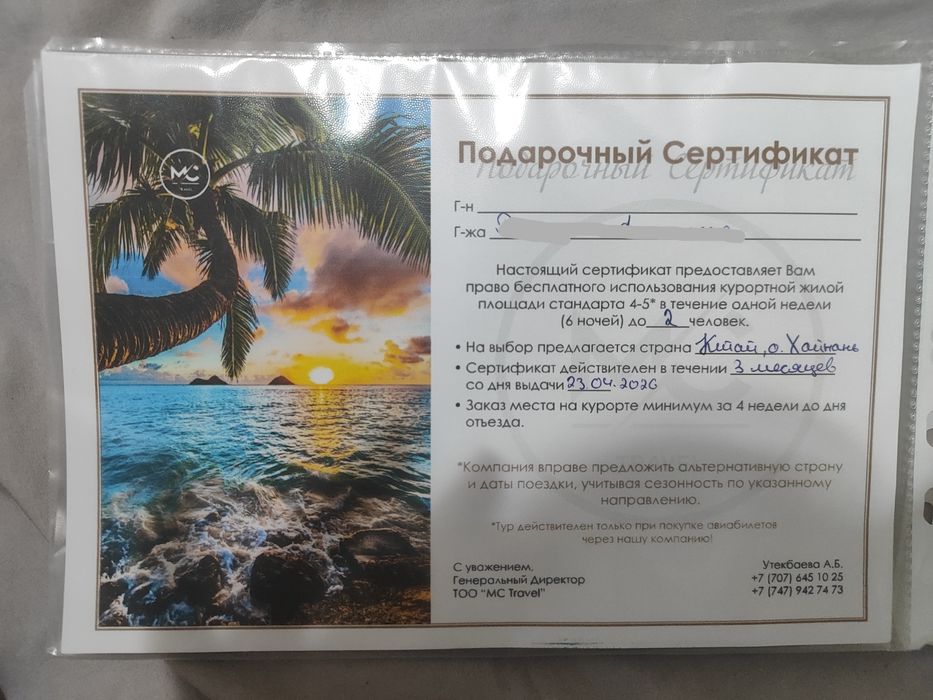 MC
TRAVEL
Подарочный Сертификат
Подарочный Сертификат
Г-н
Г-жа
Настоящий сертификат предоставляет Вам
право бесплатного использования курортной жилой
площади стандарта 4-5* в течение одной недели
(6 ночей) до 2 человек.
• На выбор предлагается страна Китай, о. Хайнань
• Сертификат действителен в течении 3 месяцев
со дня выдачи 23.04.2026
• Заказ места на курорте минимум за 4 недели до дня
отъезда.
*Компания вправе предложить альтернативную страну
и даты поездки, учитывая сезонность по указанному
направлению.
*Тур действителен только при покупке авиабилетов
через нашу компанию!
С уважением,
Генеральный Директор
ТОО "MC Travel"
Утекбаева А.Б.
+7 (707) 645 10 25
+7 (747) 942 74 73